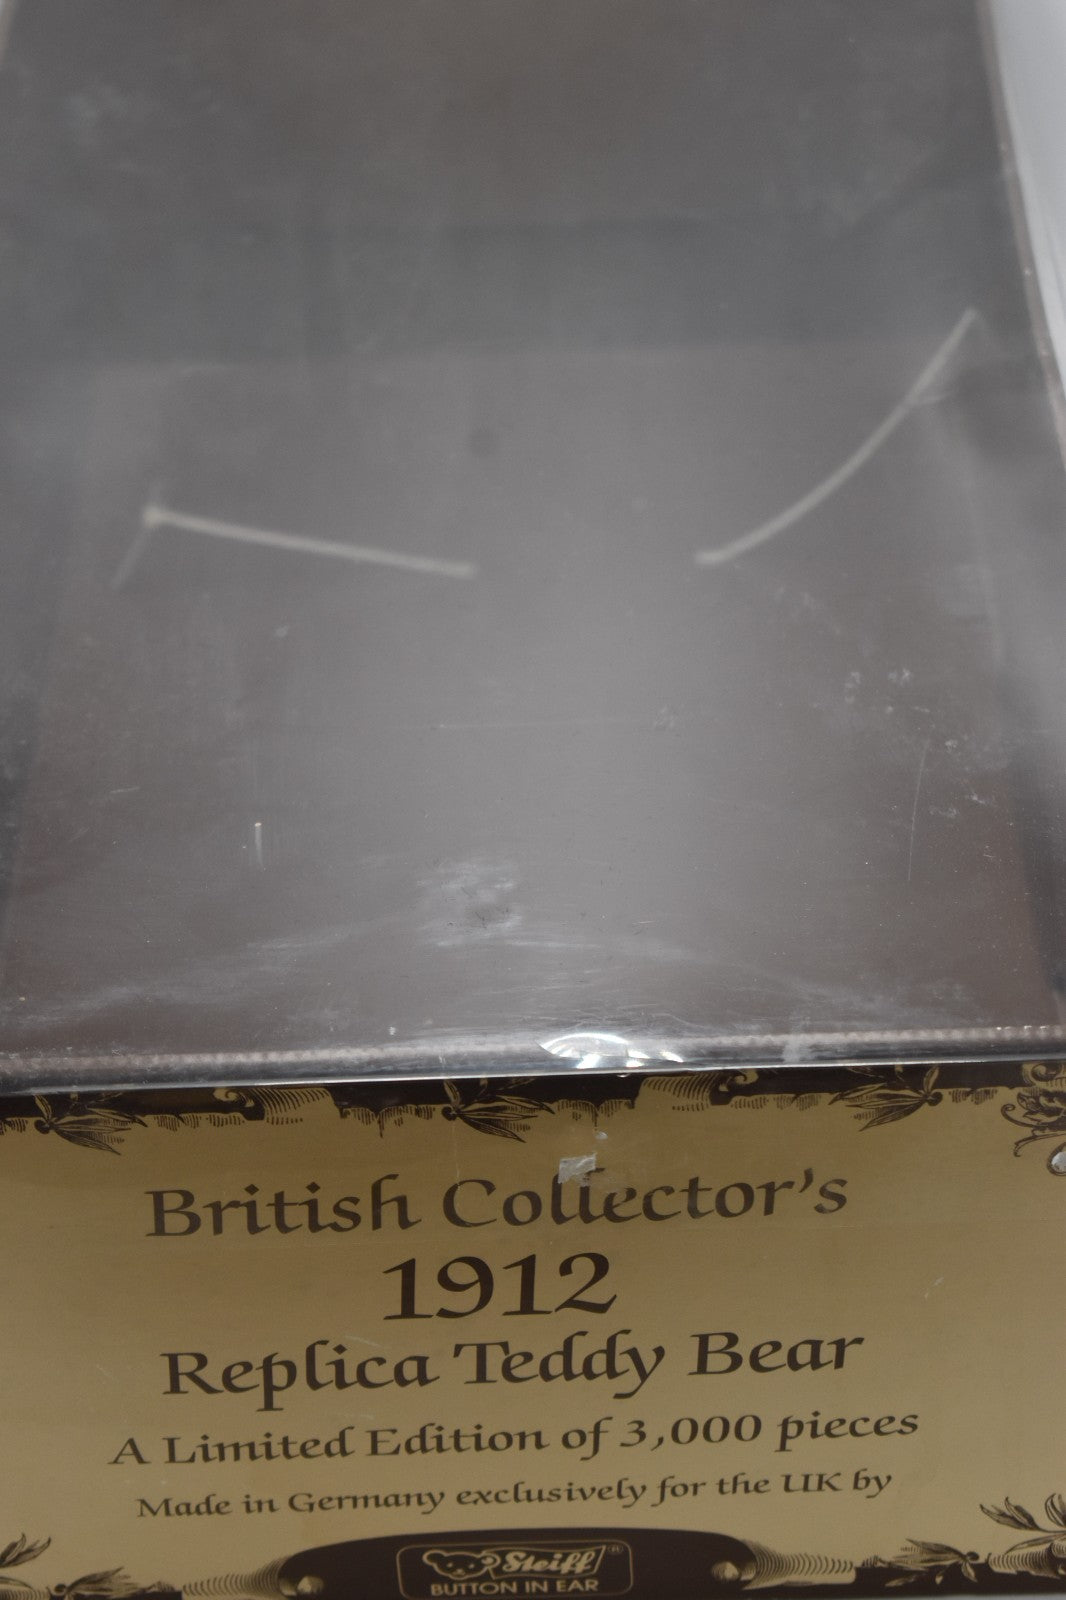 British Collector's
1912
Replica Teddy Bear
A Limited Edition of 3,000 pieces
Made in Germany exclusively for the UK by
Steiff®
BUTTON IN EAR